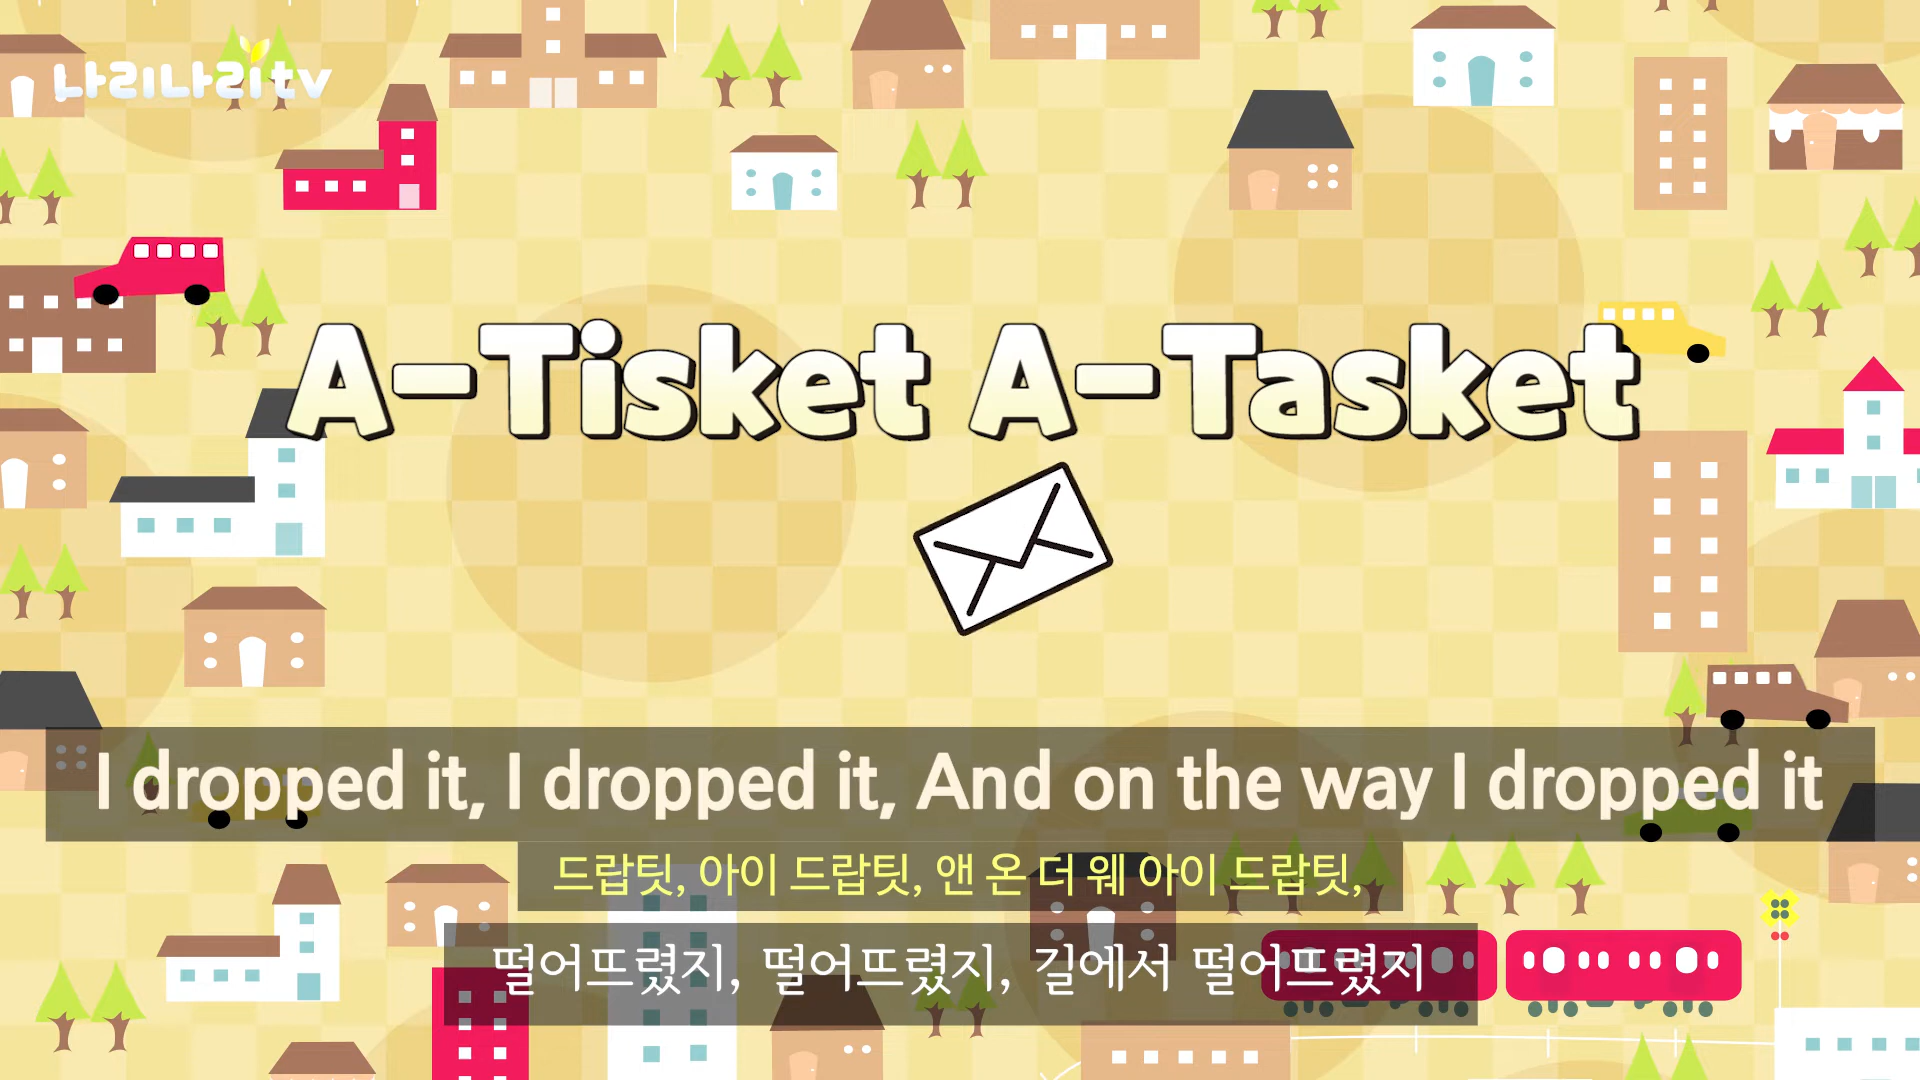 나리나리tv
A-Tisket A-Tasket
I dropped it, I dropped it, And on the way I dropped it
드랍팃, 아이 드랍팃, 앤 온 더 웨 아이 드랍팃,
떨어뜨렸지, 떨어뜨렸지, 길에서 떨어뜨렸지